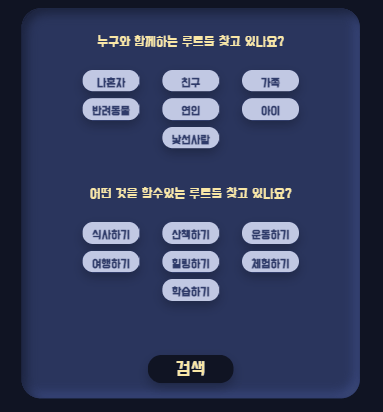 누구와 함께하는 루트를 찾고 있나요?
나혼자 친구 가족
반려동물 연인 아이
낯선사람
어떤 것을 할수있는 루트를 찾고 있나요?
식사하기 산책하기 운동하기
여행하기 힐링하기 체험하기
학습하기
검색